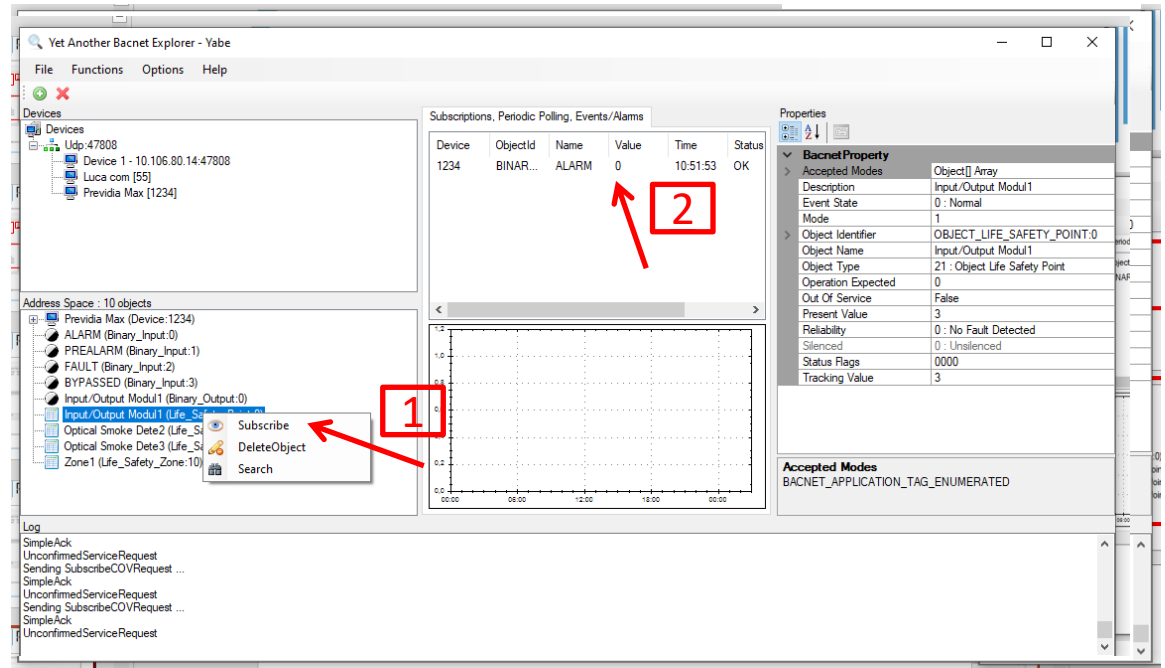 Yet Another Bacnet Explorer - Yabe
File Functions Options Help
Devices
Devices
Udp:47808
Device 1 - 10.106.80.14:47808
Luca com [55]
Previdia Max [1234]
Address Space : 10 objects
Previdia Max (Device:1234)
ALARM (Binary_Input:0)
PREALARM (Binary_Input:1)
FAULT (Binary_Input:2)
BYPASSED (Binary_Input:3)
Input/Output Modul1 (Binary_Output:0)
Input/Output Modul1 (Life_Safety_Point:0)
Optical Smoke Dete2 (Life_Sa
Optical Smoke Dete3 (Life_Sa
Zone1 (Life_Safety_Zone:10)
Subscribe
DeleteObject
Search
1
Subscriptions, Periodic Polling, Events/Alarms
Device ObjectId Name Value Time Status
1234 BINAR... ALARM 0 10:51:53 OK
2
1,2
1,0
0,2
0,0
00:00 06:00 12:00 18:00 00:00
Properties
BacnetProperty
Accepted Modes Object[] Array
Description Input/Output Modul1
Event State 0 : Normal
Mode 1
Object Identifier OBJECT_LIFE_SAFETY_POINT:0
Object Name Input/Output Modul1
Object Type 21 : Object Life Safety Point
Operation Expected 0
Out Of Service False
Present Value 3
Reliability 0 : No Fault Detected
Silenced 0 : Unsilenced
Status Flags 0000
Tracking Value 3
Accepted Modes
BACNET_APPLICATION_TAG_ENUMERATED
Log
SimpleAck
UnconfirmedServiceRequest
Sending SubscribeCOVRequest ...
SimpleAck
UnconfirmedServiceRequest
Sending SubscribeCOVRequest ...
SimpleAck
UnconfirmedServiceRequest